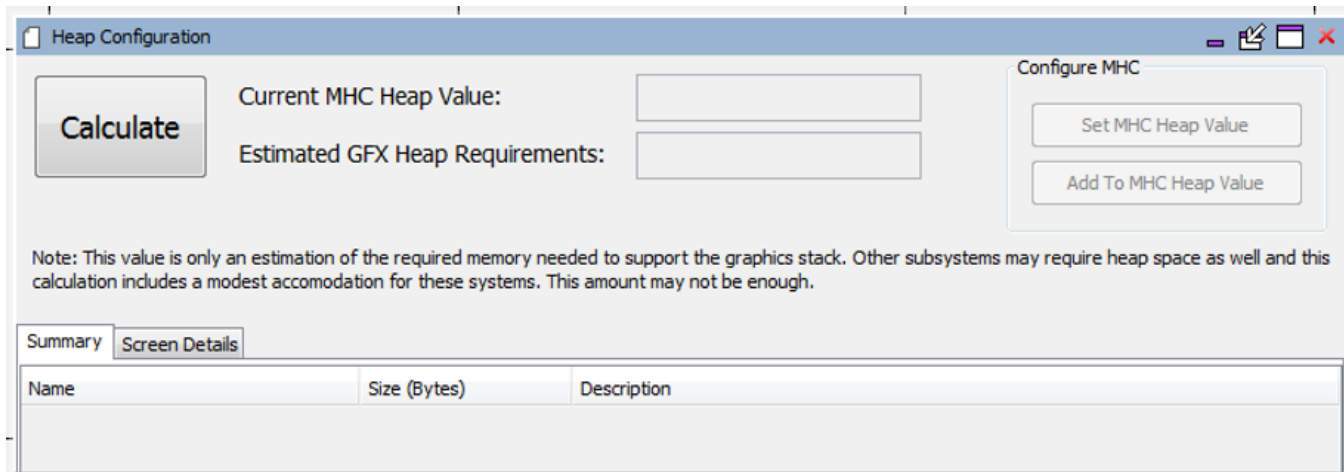 Heap Configuration
Calculate
Current MHC Heap Value:
Estimated GFX Heap Requirements:
Configure MHC
Set MHC Heap Value
Add To MHC Heap Value
Note: This value is only an estimation of the required memory needed to support the graphics stack. Other subsystems may require heap space as well and this
calculation includes a modest accomodation for these systems. This amount may not be enough.
Summary Screen Details
Name Size (Bytes) Description